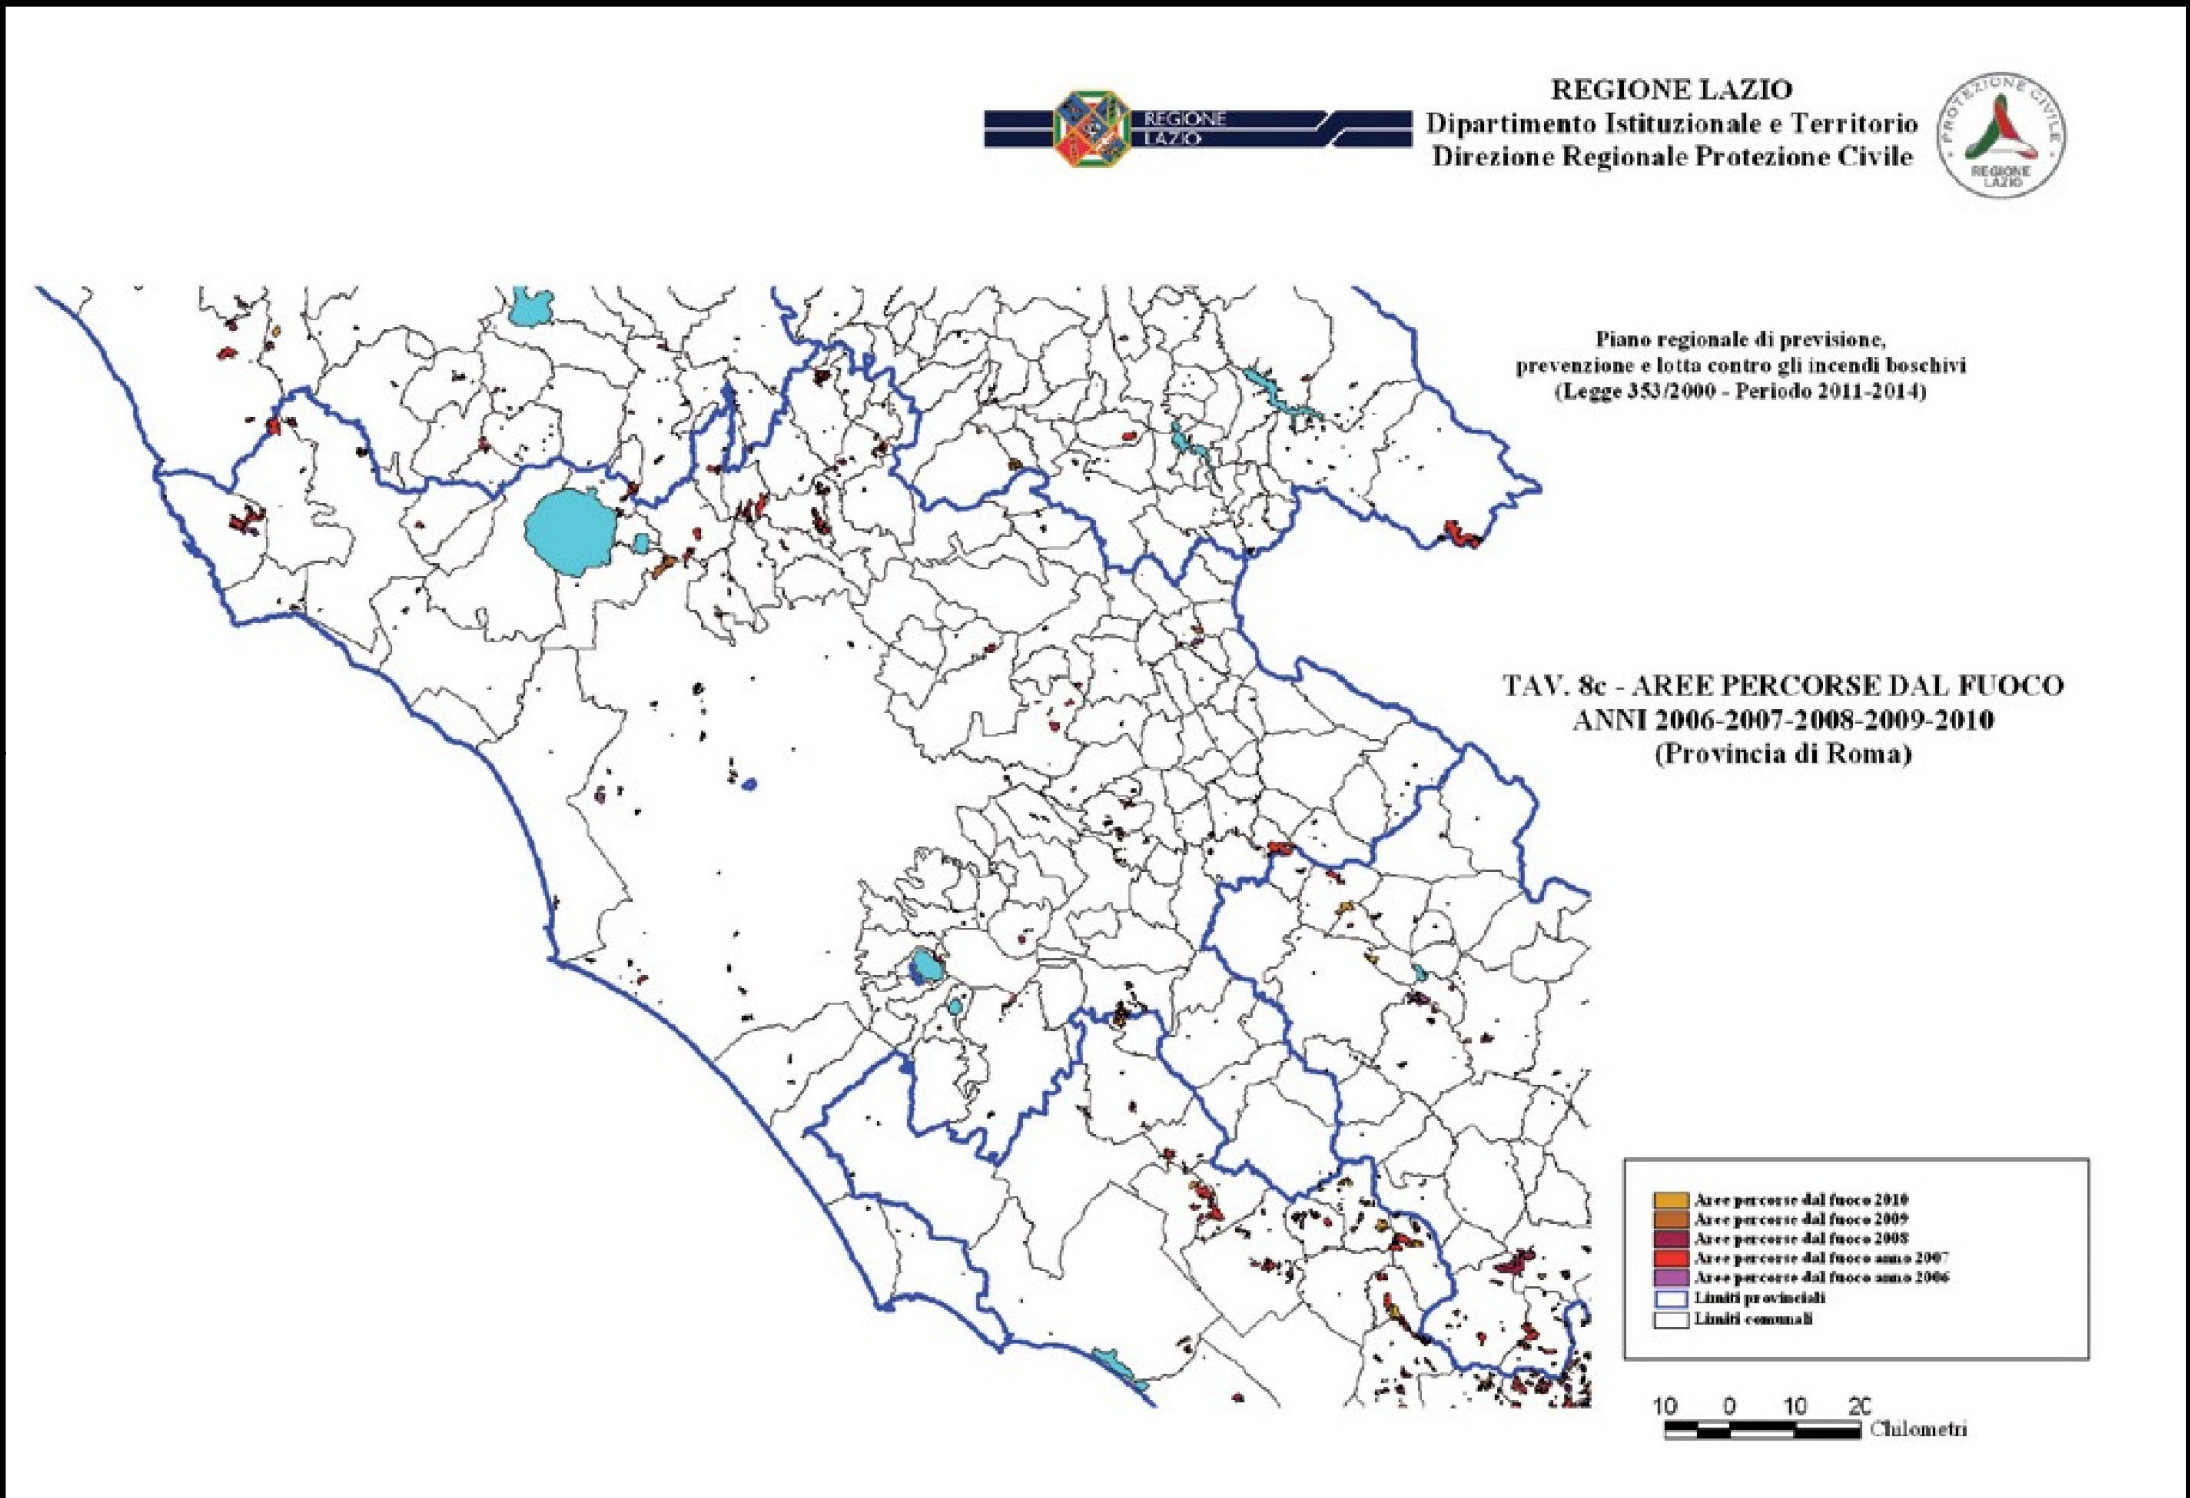 REGIONE LAZIO
Dipartimento Istituzionale e Territorio
Direzione Regionale Protezione Civile
REGIONE
LAZIO
PROTEZIONE CIVILE
REGIONE
LAZIO
Piano regionale di previsione,
prevenzione e lotta contro gli incendi boschivi
(Legge 353/2000 - Periodo 2011-2014)
TAV. 8c - AREE PERCORSE DAL FUOCO
ANNI 2006-2007-2008-2009-2010
(Provincia di Roma)
Aree percorse dal fuoco 2010
Aree percorse dal fuoco 2009
Aree percorse dal fuoco 2008
Aree percorse dal fuoco anno 2007
Aree percorse dal fuoco anno 2006
Limiti provinciali
Limiti comunali
10 0 10 20
Chilometri